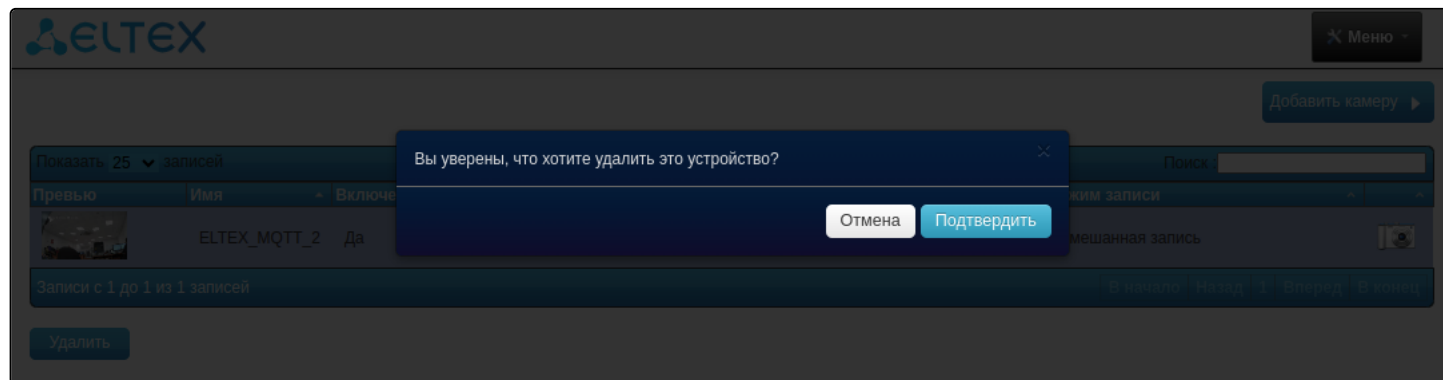 ELTEX
Меню
Добавить камеру
Вы уверены, что хотите удалить это устройство?
Показать 25 записей
Поиск
Превью Имя Включе жим записи
Отмена Подтвердить
ELTEX_MQTT_2 Да мешанная запись
Записи с 1 до 1 из 1 записей В начало Назад 1 Вперед В конец
Удалить